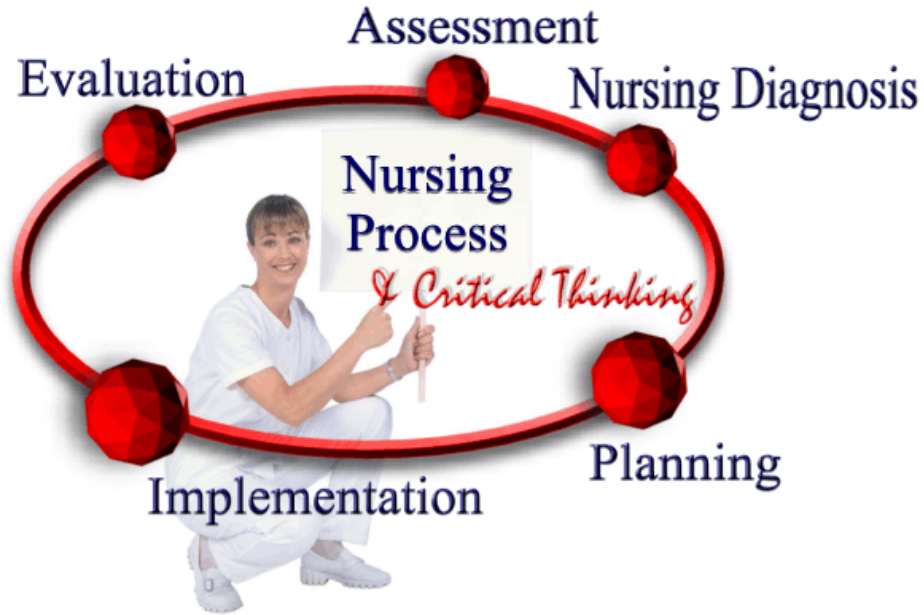 Assessment
Evaluation
Nursing Diagnosis
Nursing
Process
& Critical Thinking
Implementation
Planning